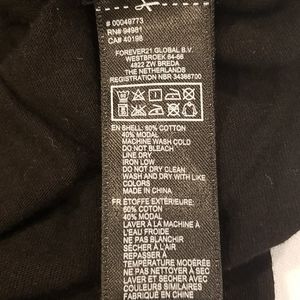 # 00049773
RN# 94981
CA# 40198
FOREVER21 GLOBAL B.V.
WESTBROEK 64-66
4822 ZW BREDA
THE NETHERLANDS
REGISTRATION NBR 34366700
EN SHELL: 60% COTTON
40% MODAL
MACHINE WASH COLD
DO NOT BLEACH
LINE DRY
IRON LOW
DO NOT DRY CLEAN
WASH AND DRY WITH LIKE
COLORS
MADE IN CHINA
FR ÉTOFFE EXTÉRIEURE:
60% COTON
40% MODAL
LAVER À LA MACHINE À
L'EAU FROIDE
NE PAS BLANCHIR
SÉCHER À L'AIR
REPASSER À
TEMPÉRATURE MODÉRÉE
NE PAS NETTOYER À SEC
LAVER ET SÉCHER AVEC
COULEURS SIMILAIRES
FABRIQUÉ EN CHINE